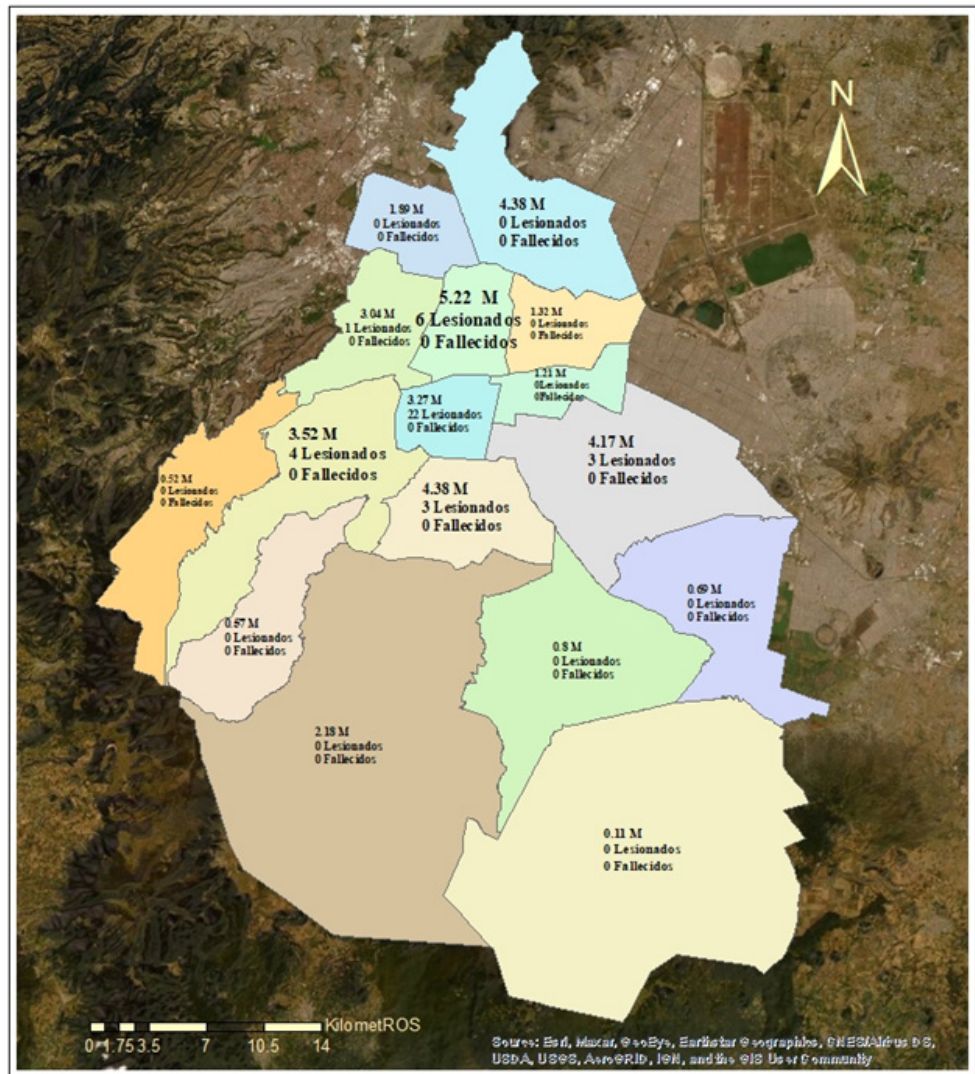 N
1.89 M
0 Lesionados
0 Fallecidos
4.38 M
0 Lesionados
0 Fallecidos
5.22 M
6 Lesionados
0 Fallecidos
3.04 M
1 Lesionados
0 Fallecidos
1.32 M
0 Lesionados
0 Fallecidos
1.21 M
0Lesionados
0Fallecidos
3.27 M
22 Lesionados
0 Fallecidos
3.52 M
4 Lesionados
0 Fallecidos
4.17 M
3 Lesionados
0 Fallecidos
0.52 M
0 Lesionados
0 Fallecidos
4.38 M
3 Lesionados
0 Fallecidos
0.69 M
0 Lesionados
0 Fallecidos
0.57 M
0 Lesionados
0 Fallecidos
0.8 M
0 Lesionados
0 Fallecidos
2.18 M
0 Lesionados
0 Fallecidos
0.11 M
0 Lesionados
0 Fallecidos
KilometROS
0 1.75 3.5 7 10.5 14
Source: Esri, Maxar, GeoEye, Earthstar Geographics, CNES/Airbus DS,
USDA, USGS, AeroGRID, IGN, and the GIS User Community